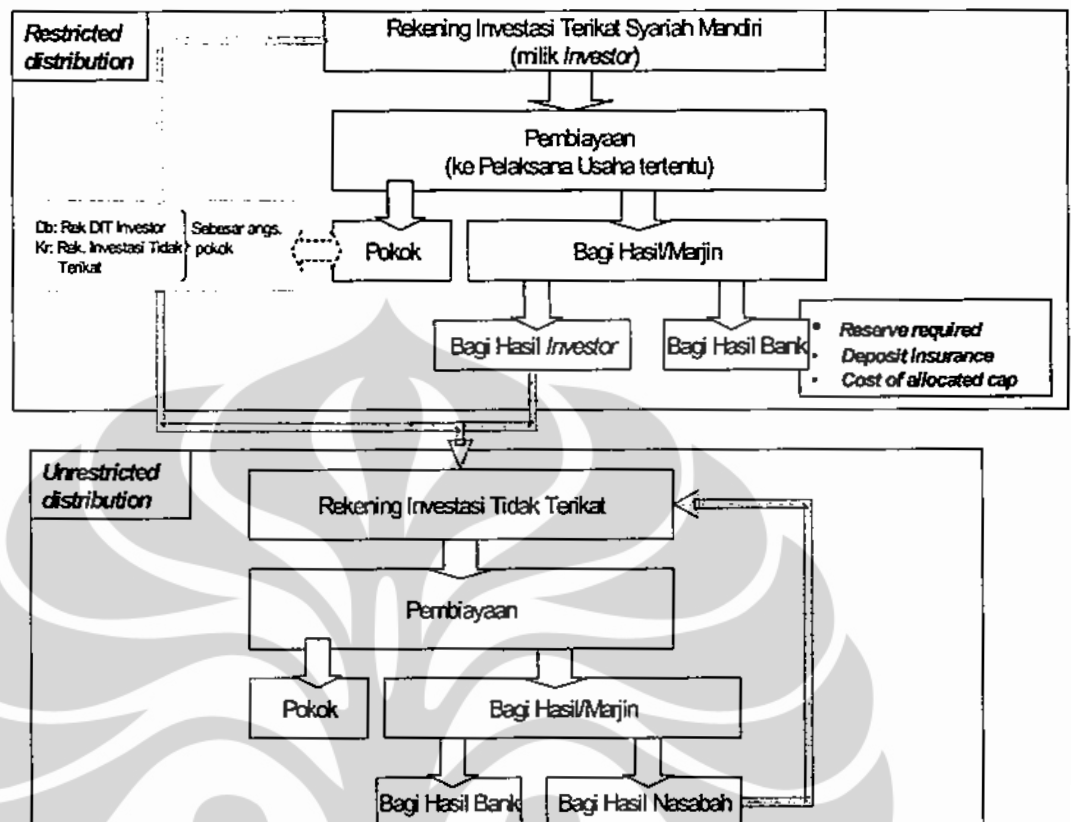 Restricted
distribution
Rekening Investasi Terikat Syariah Mandiri
(milik Investor)
Pembiayaan
(ke Pelaksana Usaha tertentu)
Db: Rek DIT Investor
Kr: Rek. Investasi Tidak
Terikat
Sebesar angs.
pokok
Pokok
Bagi Hasil/Marjin
Bagi Hasil Investor
Bagi Hasil Bank
• Reserve required
• Deposit Insurance
• Cost of allocated cap
Unrestricted
distribution
Rekening Investasi Tidak Terikat
Pembiayaan
Pokok
Bagi Hasil/Marjin
Bagi Hasil Bank
Bagi Hasil Nasabah